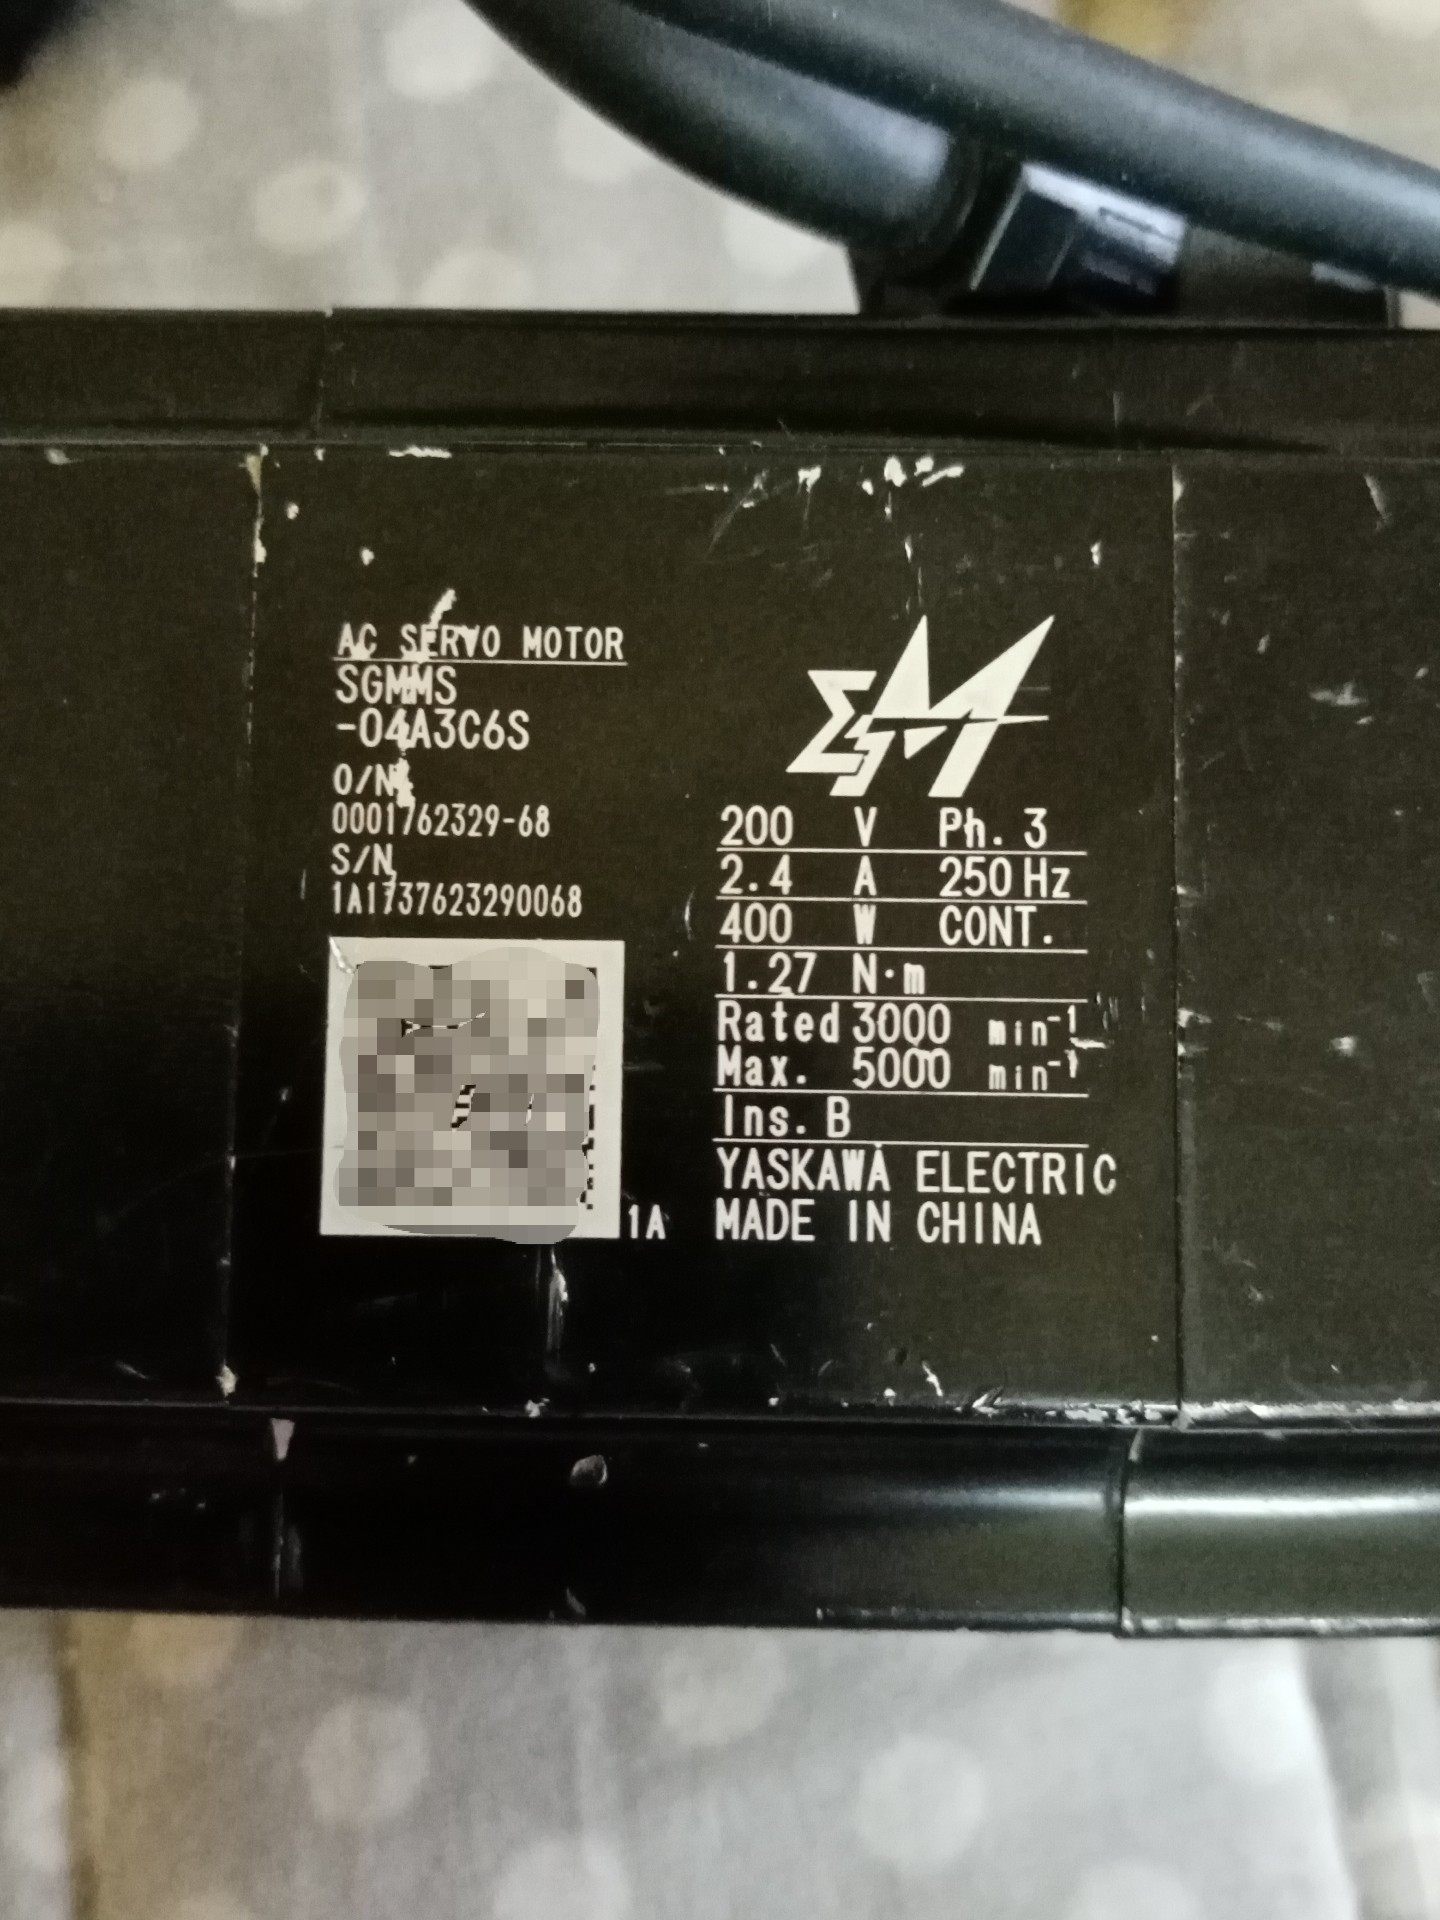 AC SERVO MOTOR
SGMMS
-04A3C6S
O/N
0001762329-68
S/N
1A1737623290068
1A
ΣM
200 V Ph. 3
2.4 A 250 Hz
400 W CONT.
1.27 N·m
Rated 3000 min⁻¹
Max. 5000 min⁻¹
Ins. B
YASKAWA ELECTRIC
MADE IN CHINA